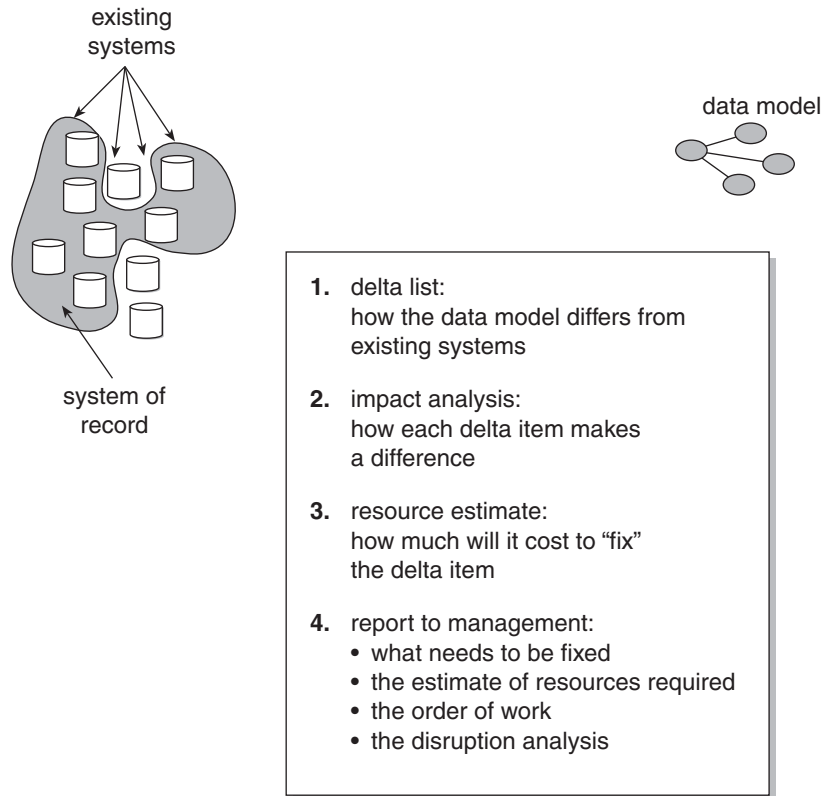 existing
systems
data model
system of
record
1. delta list:
how the data model differs from
existing systems
2. impact analysis:
how each delta item makes
a difference
3. resource estimate:
how much will it cost to “fix”
the delta item
4. report to management:
• what needs to be fixed
• the estimate of resources required
• the order of work
• the disruption analysis